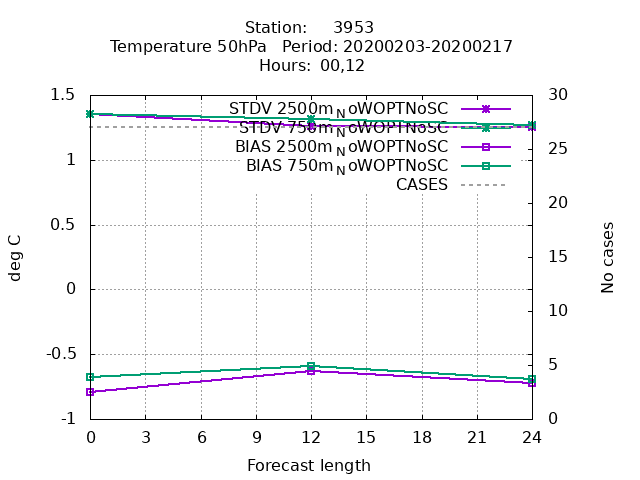 Station:     3953
Temperature 50hPa   Period: 20200203-20200217
Hours:  00,12
STDV 2500m_NoWOPTNoSC
STDV 750m_NoWOPTNoSC
BIAS 2500m_NoWOPTNoSC
BIAS 750m_NoWOPTNoSC
CASES
1.5
1
0.5
0
-0.5
-1
deg C
30
25
20
15
10
5
0
No cases
0 3 6 9 12 15 18 21 24
Forecast length